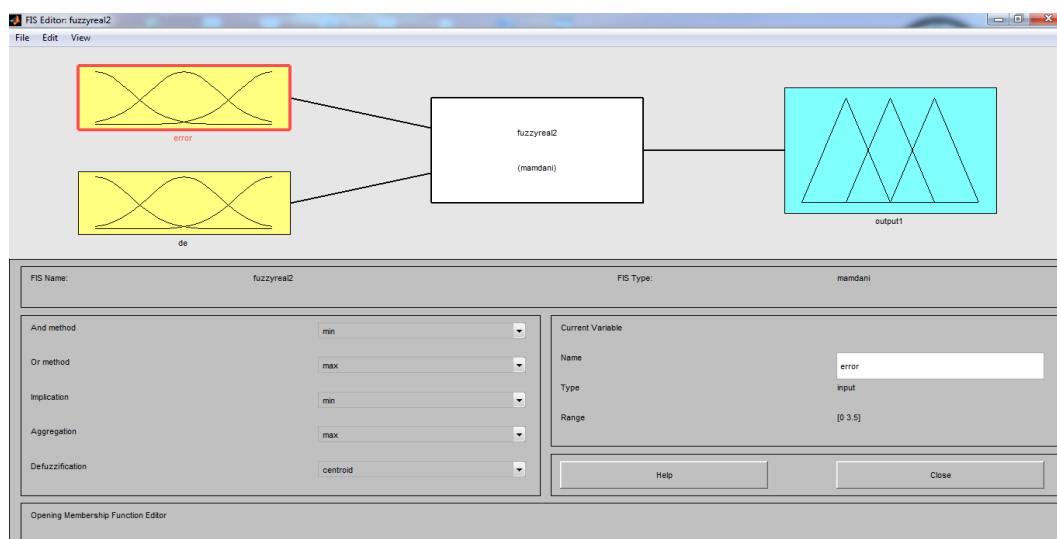 FIS Editor: fuzzyreal2
File Edit View
error
de
fuzzyreal2
(mamdani)
output1
FIS Name: fuzzyreal2 FIS Type: mamdani
And method min
Or method max
Implication min
Aggregation max
Defuzzification centroid
Current Variable
Name error
Type input
Range [0 3.5]
Help Close
Opening Membership Function Editor